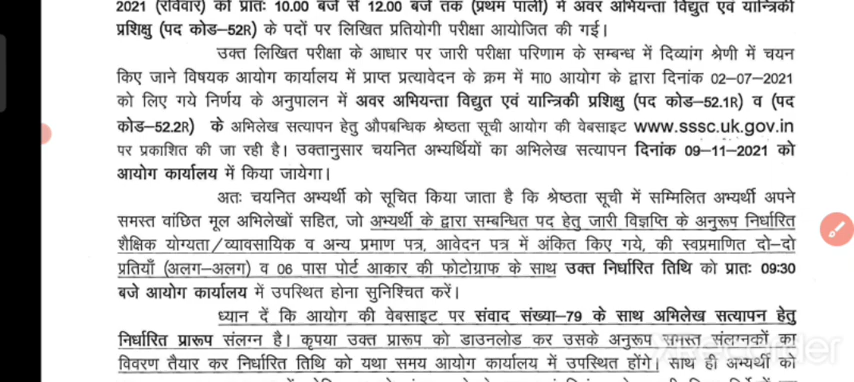 2021 (रविवार) को प्रातः 10.00 बजे से 12.00 बजे तक (प्रथम पाली) में अवर अभियन्ता विद्युत एवं यान्त्रिकी
प्रशिक्षु (पद कोड–52R) के पदों पर लिखित प्रतियोगी परीक्षा आयोजित की गई।
उक्त लिखित परीक्षा के आधार पर जारी परीक्षा परिणाम के सम्बन्ध में दिव्यांग श्रेणी में चयन
किए जाने विषयक आयोग कार्यालय में प्राप्त प्रत्यावेदन के क्रम में मा0 आयोग के द्वारा दिनांक 02-07-2021
को लिए गये निर्णय के अनुपालन में अवर अभियन्ता विद्युत एवं यान्त्रिकी प्रशिक्षु (पद कोड–52.1R) व (पद
कोड–52.2R) के अभिलेख सत्यापन हेतु औपबन्धिक श्रेष्ठता सूची आयोग की वेबसाइट www.sssc.uk.gov.in
पर प्रकाशित की जा रही है। उक्तानुसार चयनित अभ्यर्थियों का अभिलेख सत्यापन दिनांक 09-11-2021 को
आयोग कार्यालय में किया जायेगा।
अतः चयनित अभ्यर्थी को सूचित किया जाता है कि श्रेष्ठता सूची में सम्मिलित अभ्यर्थी अपने
समस्त वांछित मूल अभिलेखों सहित, जो अभ्यर्थी के द्वारा सम्बन्धित पद हेतु जारी विज्ञप्ति के अनुरूप निर्धारित
शैक्षिक योग्यता/व्यावसायिक व अन्य प्रमाण पत्र, आवेदन पत्र में अंकित किए गये, की स्वप्रमाणित दो–दो
प्रतियाँ (अलग–अलग) व 06 पास पोर्ट आकार की फोटोग्राफ के साथ उक्त निर्धारित तिथि को प्रातः 09:30
बजे आयोग कार्यालय में उपस्थित होना सुनिश्चित करें।
ध्यान दें कि आयोग की वेबसाइट पर संवाद संख्या–79 के साथ अभिलेख सत्यापन हेतु
निर्धारित प्रारूप संलग्न है। कृपया उक्त प्रारूप को डाउनलोड कर उसके अनुरूप समस्त संलग्नकों का
विवरण तैयार कर निर्धारित तिथि को यथा समय आयोग कार्यालय में उपस्थित होंगे। साथ ही अभ्यर्थी को